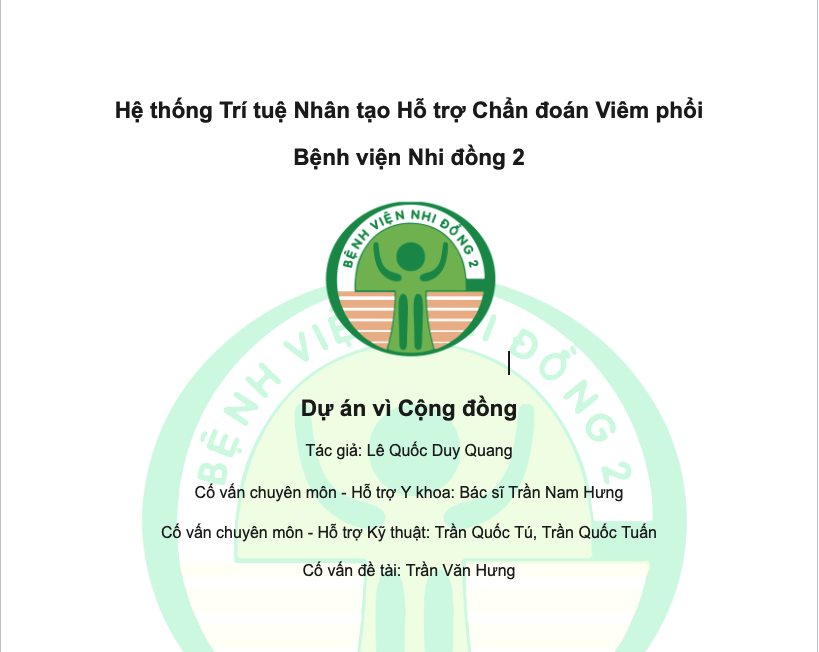 Hệ thống Trí tuệ Nhân tạo Hỗ trợ Chẩn đoán Viêm phổi
Bệnh viện Nhi đồng 2
BỆNH VIỆN NHI ĐỒNG 2
BỆNH VIỆN NHI ĐỒNG 2
Dự án vì Cộng đồng
Tác giả: Lê Quốc Duy Quang
Cố vấn chuyên môn - Hỗ trợ Y khoa: Bác sĩ Trần Nam Hưng
Cố vấn chuyên môn - Hỗ trợ Kỹ thuật: Trần Quốc Tú, Trần Quốc Tuấn
Cố vấn đề tài: Trần Văn Hưng